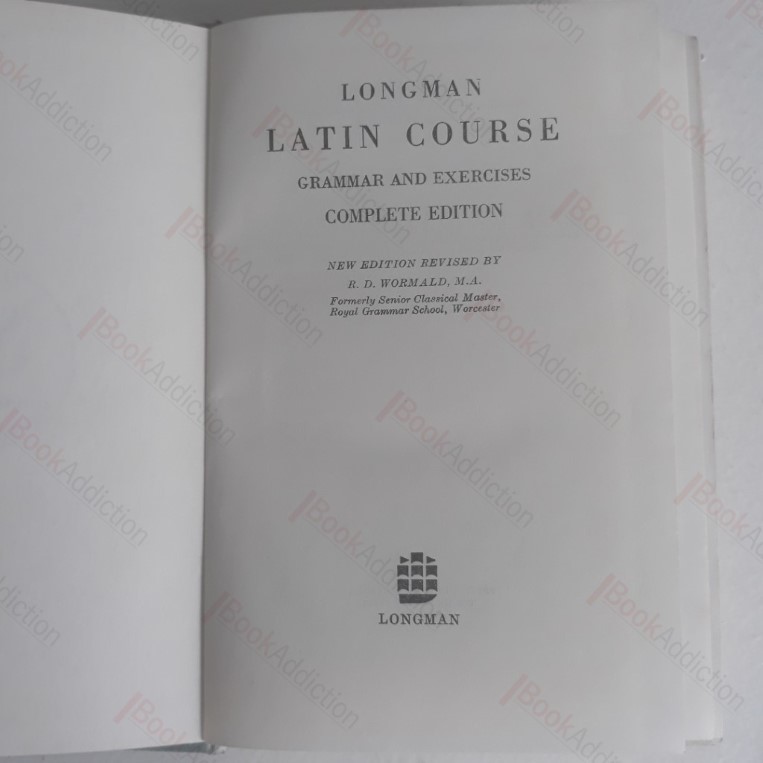 LONGMAN
LATIN COURSE
GRAMMAR AND EXERCISES
COMPLETE EDITION
NEW EDITION REVISED BY
R. D. WORMALD, M.A.
Formerly Senior Classical Master,
Royal Grammar School, Worcester
LONGMAN
BookAddiction